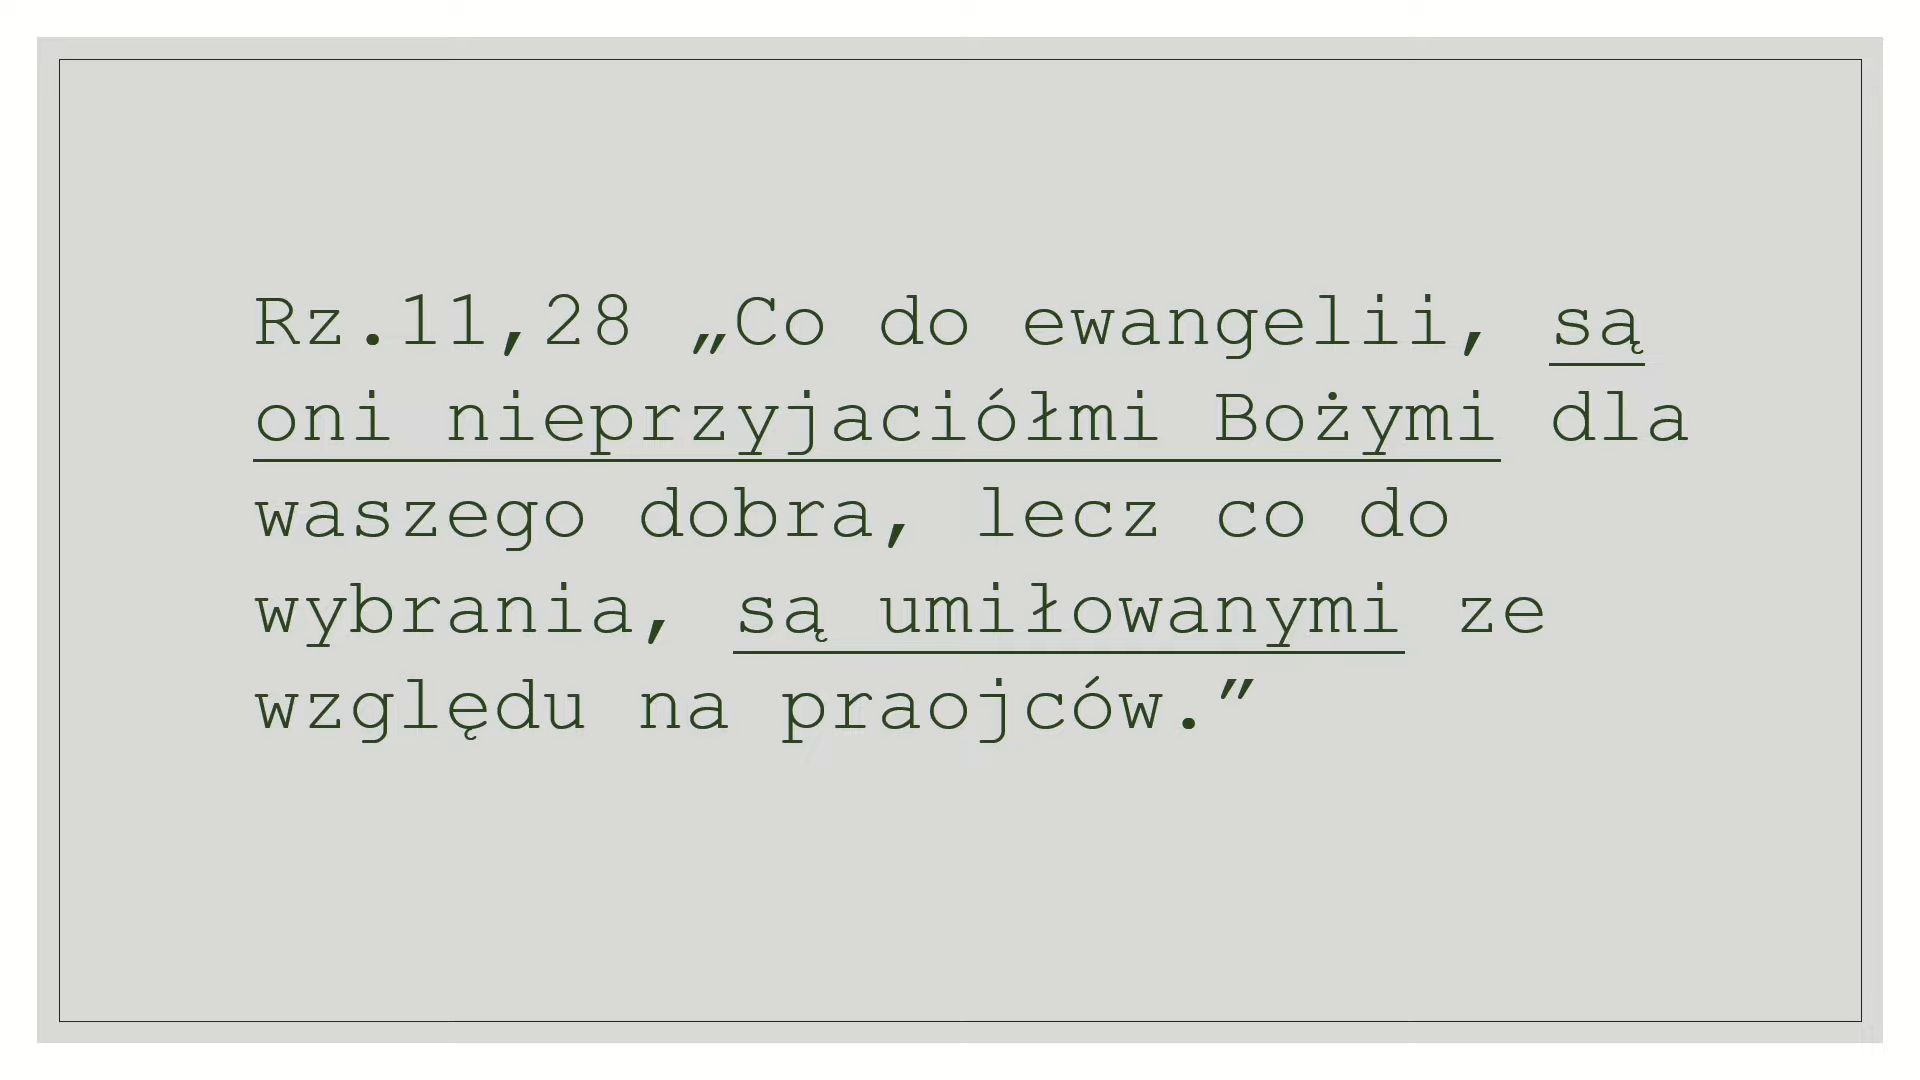 Rz.11,28 „Co do ewangelii, są
oni nieprzyjaciółmi Bożymi dla
waszego dobra, lecz co do
wybrania, są umiłowanymi ze
względu na praojców.”